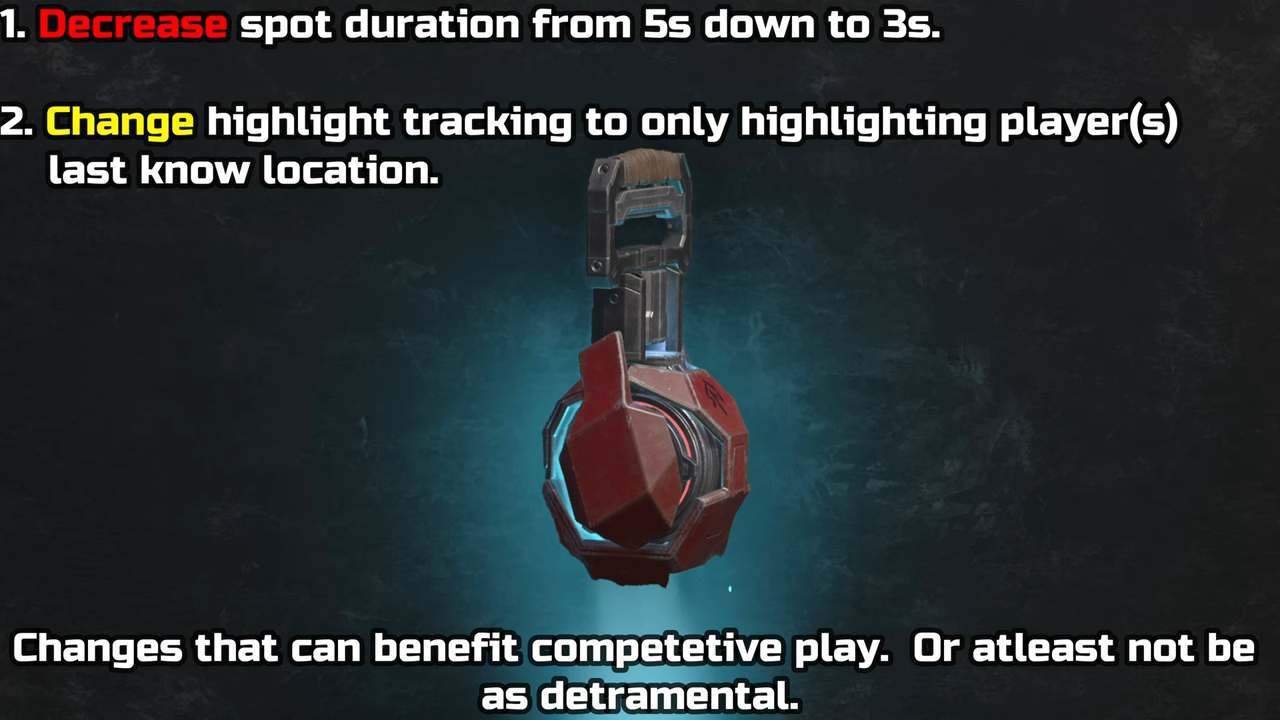 1. Decrease spot duration from 5s down to 3s.
2. Change highlight tracking to only highlighting player(s)
last know location.
Changes that can benefit competetive play. Or atleast not be
as detramental.